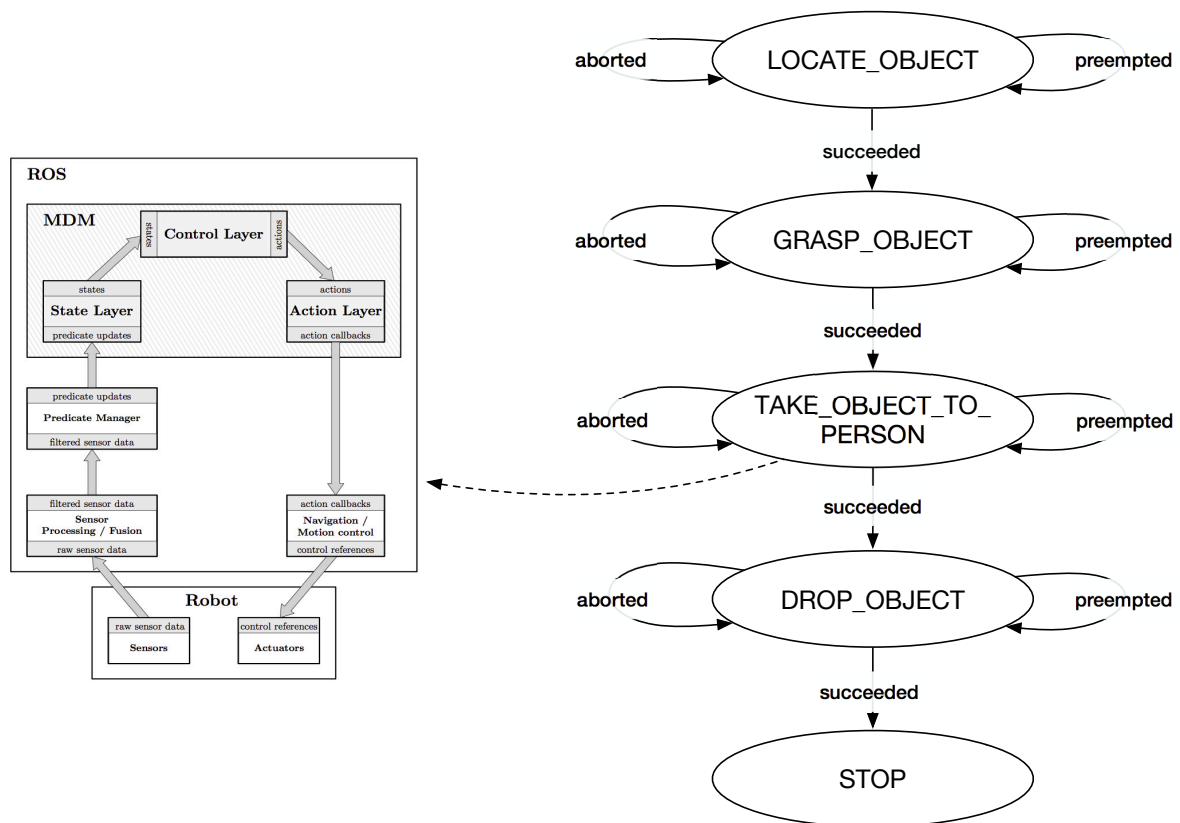 ROS
MDM
states
Control Layer
actions
states
State Layer
predicate updates
actions
Action Layer
action callbacks
predicate updates
Predicate Manager
filtered sensor data
filtered sensor data
Sensor
Processing / Fusion
raw sensor data
action callbacks
Navigation /
Motion control
control references
Robot
raw sensor data
Sensors
control references
Actuators
aborted
LOCATE_OBJECT
preempted
succeeded
aborted
GRASP_OBJECT
preempted
succeeded
aborted
TAKE_OBJECT_TO_
PERSON
preempted
succeeded
aborted
DROP_OBJECT
preempted
succeeded
STOP